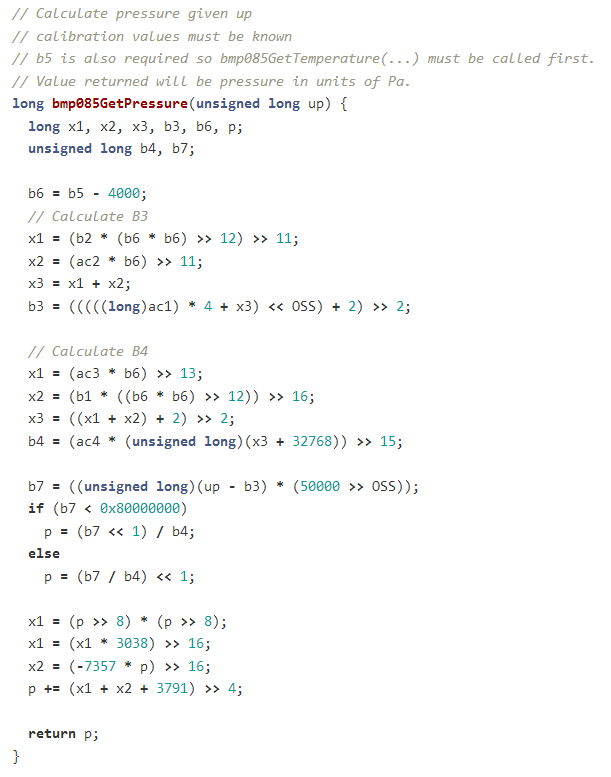 // Calculate pressure given up
// calibration values must be known
// b5 is also required so bmp085GetTemperature(...) must be called first.
// Value returned will be pressure in units of Pa.
long bmp085GetPressure(unsigned long up) {
  long x1, x2, x3, b3, b6, p;
  unsigned long b4, b7;

  b6 = b5 - 4000;
  // Calculate B3
  x1 = (b2 * (b6 * b6) >> 12) >> 11;
  x2 = (ac2 * b6) >> 11;
  x3 = x1 + x2;
  b3 = (((((long)ac1) * 4 + x3) << OSS) + 2) >> 2;

  // Calculate B4
  x1 = (ac3 * b6) >> 13;
  x2 = (b1 * ((b6 * b6) >> 12)) >> 16;
  x3 = ((x1 + x2) + 2) >> 2;
  b4 = (ac4 * (unsigned long)(x3 + 32768)) >> 15;

  b7 = ((unsigned long)(up - b3) * (50000 >> OSS));
  if (b7 < 0x80000000)
    p = (b7 << 1) / b4;
  else
    p = (b7 / b4) << 1;

  x1 = (p >> 8) * (p >> 8);
  x1 = (x1 * 3038) >> 16;
  x2 = (-7357 * p) >> 16;
  p += (x1 + x2 + 3791) >> 4;

  return p;
}